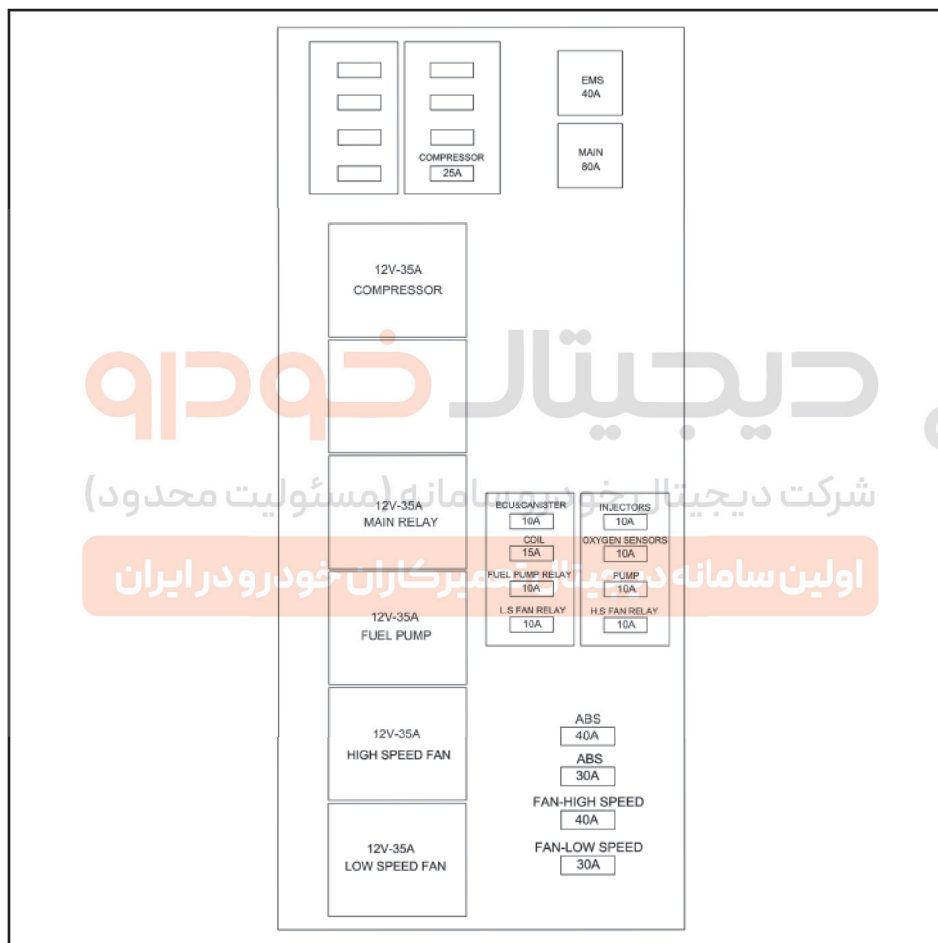 EMS
40A
MAIN
80A
COMPRESSOR
25A
12V-35A
COMPRESSOR
دیجیتال خودرو
شرکت دیجیتال خودرو سامانه (مسئولیت محدود)
12V-35A
MAIN RELAY
ECU&CANISTER
10A
COIL
15A
FUEL PUMP RELAY
10A
L.S FAN RELAY
10A
INJECTORS
10A
OXYGEN SENSORS
10A
PUMP
10A
H.S FAN RELAY
10A
اولین سامانه دیجیتال تعمیرکاران خودرو در ایران
12V-35A
FUEL PUMP
12V-35A
HIGH SPEED FAN
12V-35A
LOW SPEED FAN
ABS
40A
ABS
30A
FAN-HIGH SPEED
40A
FAN-LOW SPEED
30A